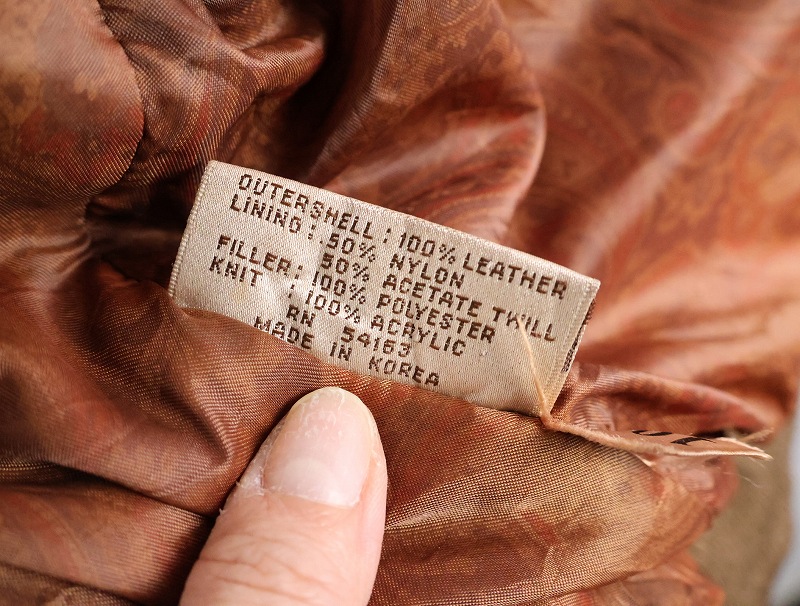 OUTERSHELL : 100% LEATHER
LINING : 50% NYLON
50% ACETATE TWILL
FILLER : 100% POLYESTER
KNIT : 100% ACRYLIC
RN 54163
MADE IN KOREA